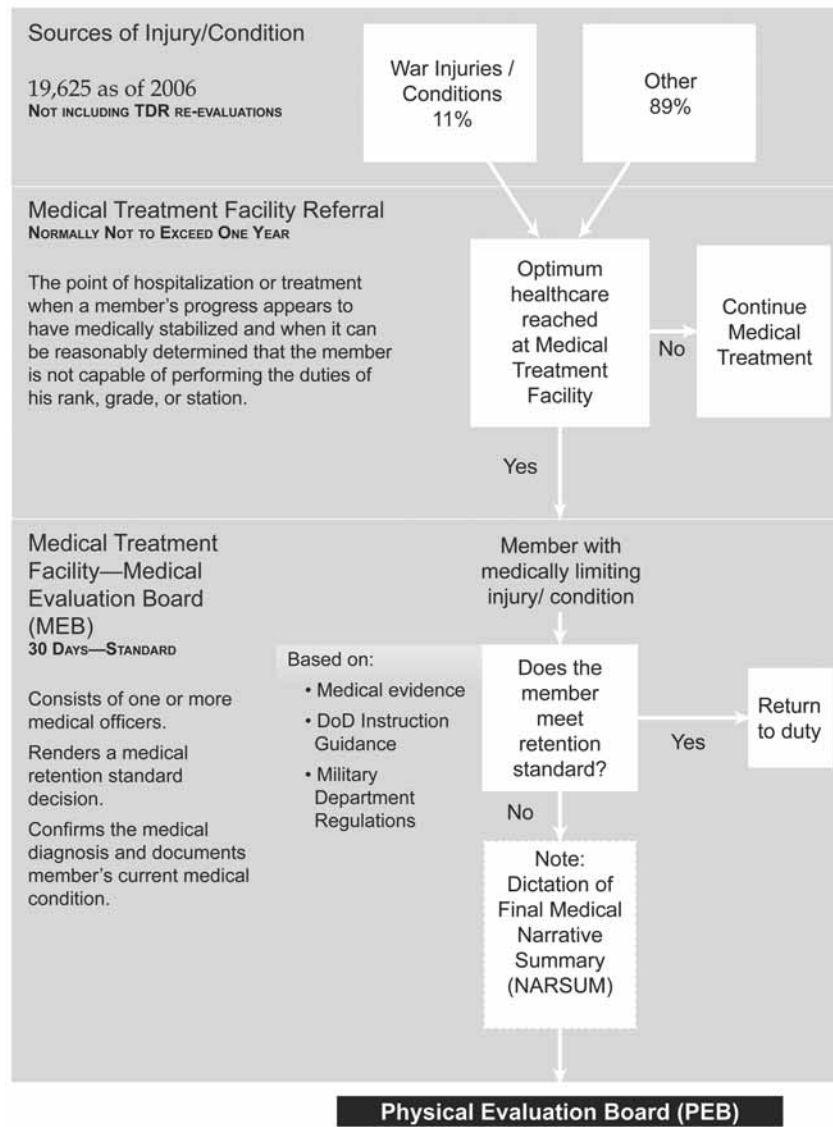 Sources of Injury/Condition
19,625 as of 2006
NOT INCLUDING TDR RE-EVALUATIONS
War Injuries /
Conditions
11%
Other
89%
Medical Treatment Facility Referral
NORMALLY NOT TO EXCEED ONE YEAR
The point of hospitalization or treatment
when a member's progress appears to
have medically stabilized and when it can
be reasonably determined that the member
is not capable of performing the duties of
his rank, grade, or station.
Optimum
healthcare
reached
at Medical
Treatment
Facility
No
Continue
Medical
Treatment
Yes
Medical Treatment
Facility—Medical
Evaluation Board
(MEB)
30 DAYS—STANDARD
Consists of one or more
medical officers.
Renders a medical
retention standard
decision.
Confirms the medical
diagnosis and documents
member's current medical
condition.
Member with
medically limiting
injury/ condition
Based on:
• Medical evidence
• DoD Instruction
Guidance
• Military
Department
Regulations
Does the
member
meet
retention
standard?
Yes
Return
to duty
No
Note:
Dictation of
Final Medical
Narrative
Summary
(NARSUM)
Physical Evaluation Board (PEB)